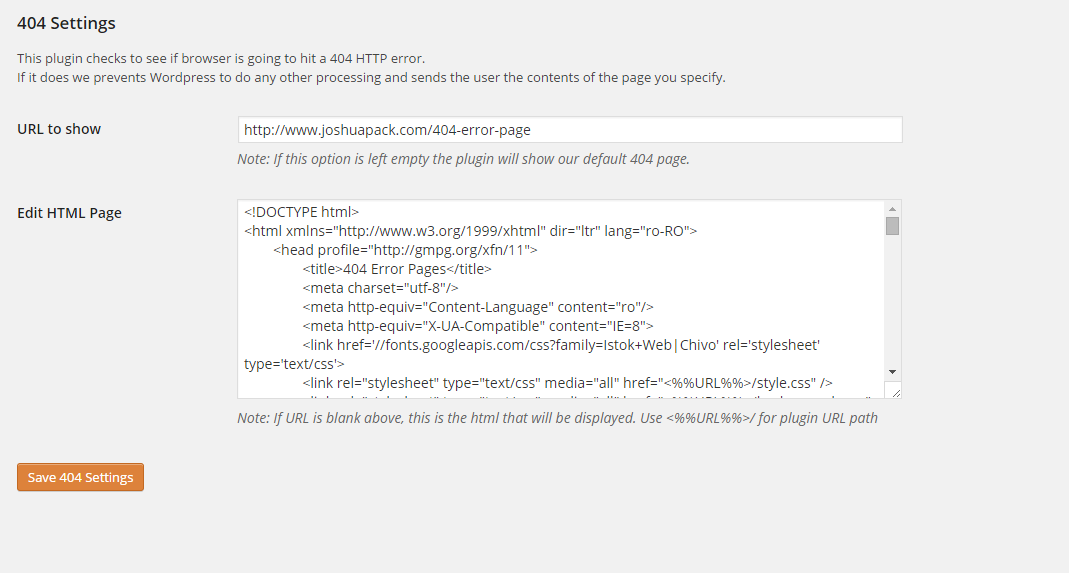 404 Settings
This plugin checks to see if browser is going to hit a 404 HTTP error.
If it does we prevents Wordpress to do any other processing and sends the user the contents of the page you specify.
URL to show
http://www.joshuapack.com/404-error-page
Note: If this option is left empty the plugin will show our default 404 page.
Edit HTML Page
<!DOCTYPE html>
<html xmlns="http://www.w3.org/1999/xhtml" dir="ltr" lang="ro-RO">
<head profile="http://gmpg.org/xfn/11">
<title>404 Error Pages</title>
<meta charset="utf-8"/>
<meta http-equiv="Content-Language" content="ro"/>
<meta http-equiv="X-UA-Compatible" content="IE=8">
<link href='//fonts.googleapis.com/css?family=Istok+Web|Chivo' rel='stylesheet'
type='text/css'>
<link rel="stylesheet" type="text/css" media="all" href="<%%URL%%>/style.css" />
Note: If URL is blank above, this is the html that will be displayed. Use <%%URL%%>/ for plugin URL path
Save 404 Settings